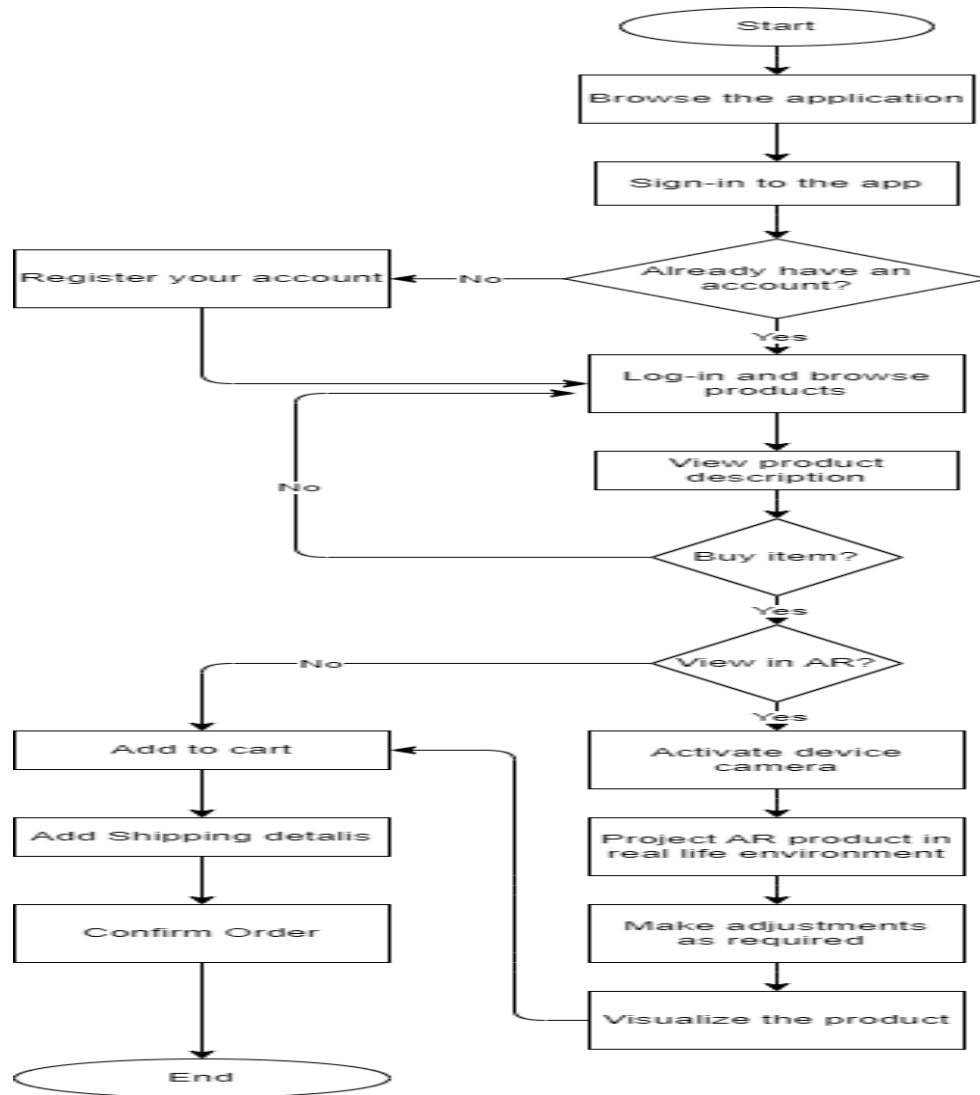 Start
Browse the application
Sign-in to the app
Already have an
account?
No
Register your account
Yes
Log-in and browse
products
View product
description
No
Buy item?
Yes
View in AR?
No
Yes
Add to cart
Activate device
camera
Add Shipping detalis
Project AR product in
real life environment
Confirm Order
Make adjustments
as required
Visualize the product
End